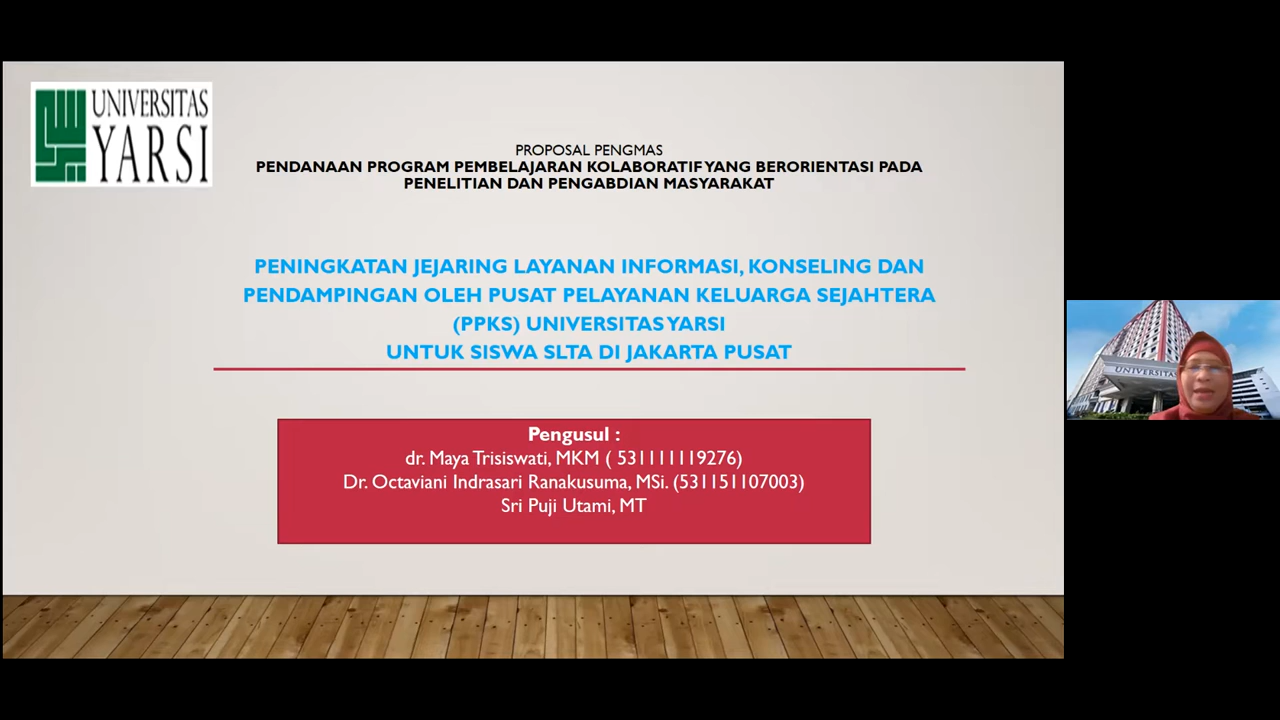 UNIVERSITAS
YARSI
PROPOSAL PENGMAS
PENDANAAN PROGRAM PEMBELAJARAN KOLABORATIF YANG BERORIENTASI PADA
PENELITIAN DAN PENGABDIAN MASYARAKAT
PENINGKATAN JEJARING LAYANAN INFORMASI, KONSELING DAN
PENDAMPINGAN OLEH PUSAT PELAYANAN KELUARGA SEJAHTERA
(PPKS) UNIVERSITAS YARSI
UNTUK SISWA SLTA DI JAKARTA PUSAT
Pengusul :
dr. Maya Trisiswati, MKM ( 531111119276)
Dr. Octaviani Indrasari Ranakusuma, MSi. (531151107003)
Sri Puji Utami, MT